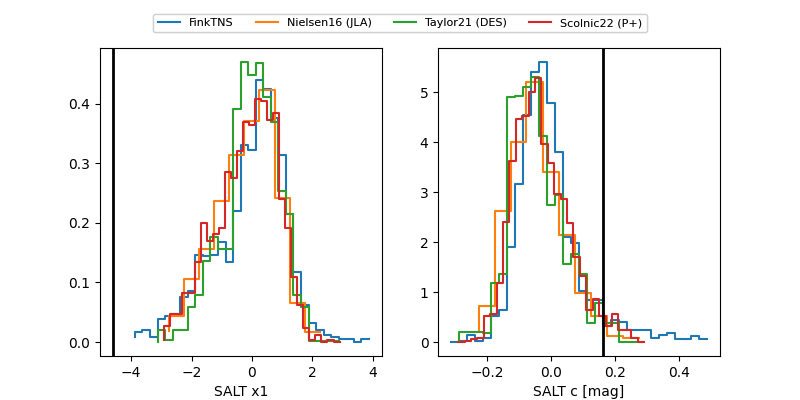 FinkTNS Nielsen16 (JLA) Taylor21 (DES) Scolnic22 (P+)
0.4
0.3
0.2
0.1
0.0
−4 −2 0 2 4
SALT x1
5
4
3
2
1
0
−0.2 0.0 0.2 0.4
SALT c [mag]